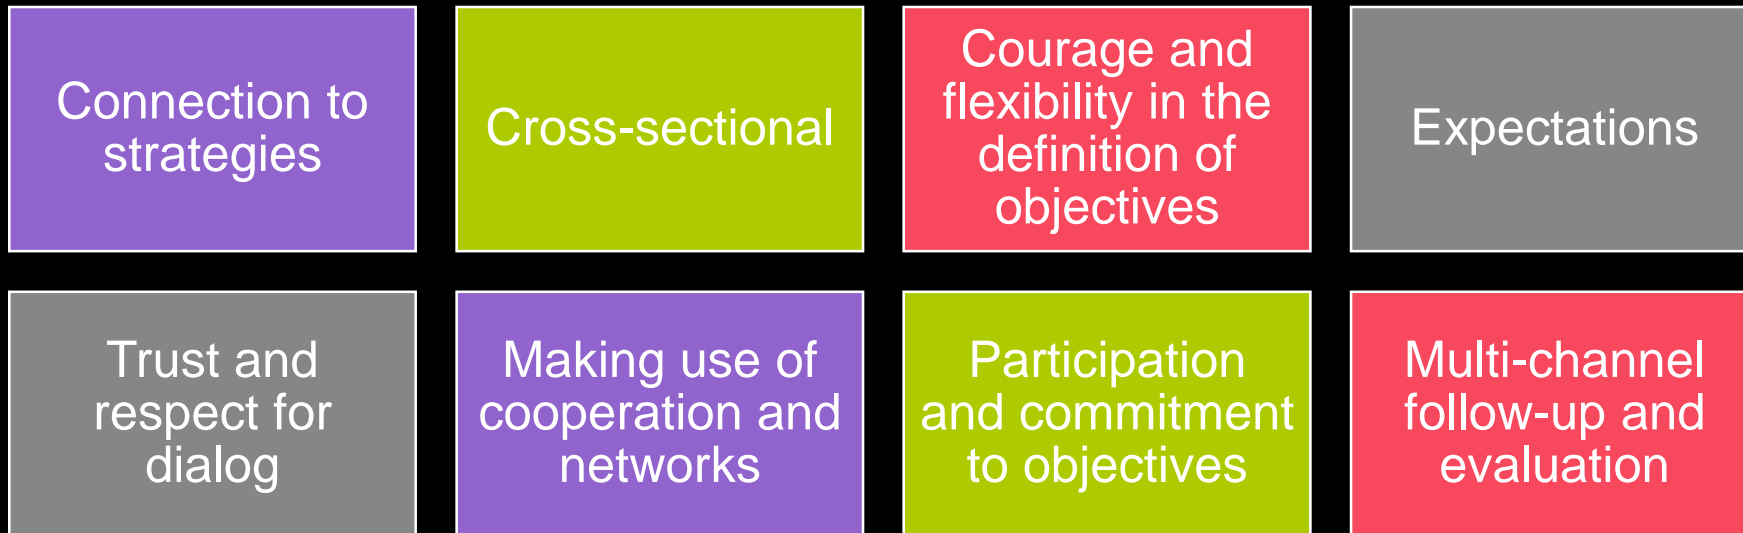 Connection to
strategies
Cross-sectional
Courage and
flexibility in the
definition of
objectives
Expectations
Trust and
respect for
dialog
Making use of
cooperation and
networks
Participation
and commitment
to objectives
Multi-channel
follow-up and
evaluation